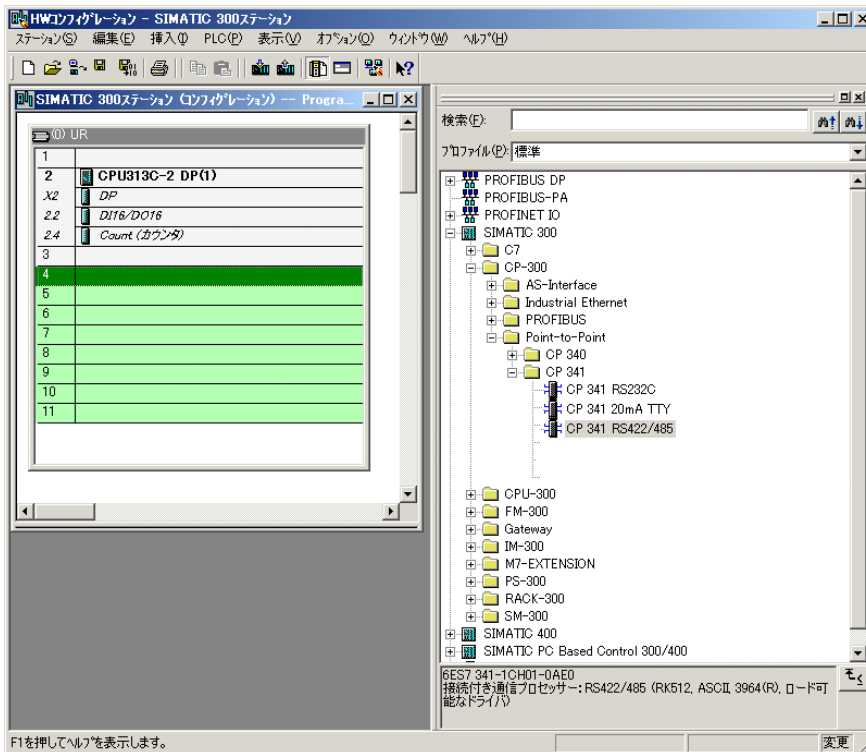 HWコンフィグレーション - SIMATIC 300ステーション
ステーション(S) 編集(E) 挿入(I) PLC(P) 表示(V) オプション(O) ウィンドウ(W) ヘルプ(H)
SIMATIC 300ステーション (コンフィグレーション) -- Progra...
(0) UR
1
2 CPU313C-2 DP(1)
X2 DP
2.2 DI16/DO16
2.4 Count (カウンタ)
3
4
5
6
7
8
9
10
11
検索(F):
プロファイル(P): 標準
PROFIBUS DP
PROFIBUS-PA
PROFINET IO
SIMATIC 300
C7
CP-300
AS-Interface
Industrial Ethernet
PROFIBUS
Point-to-Point
CP 340
CP 341
CP 341 RS232C
CP 341 20mA TTY
CP 341 RS422/485
CPU-300
FM-300
Gateway
IM-300
M7-EXTENSION
PS-300
RACK-300
SM-300
SIMATIC 400
SIMATIC PC Based Control 300/400
6ES7 341-1CH01-0AE0
接続付き通信プロセッサー: RS422/485 (RK512, ASCII, 3964(R), ロード可
能なドライバ)
F1を押してヘルプを表示します。
変更